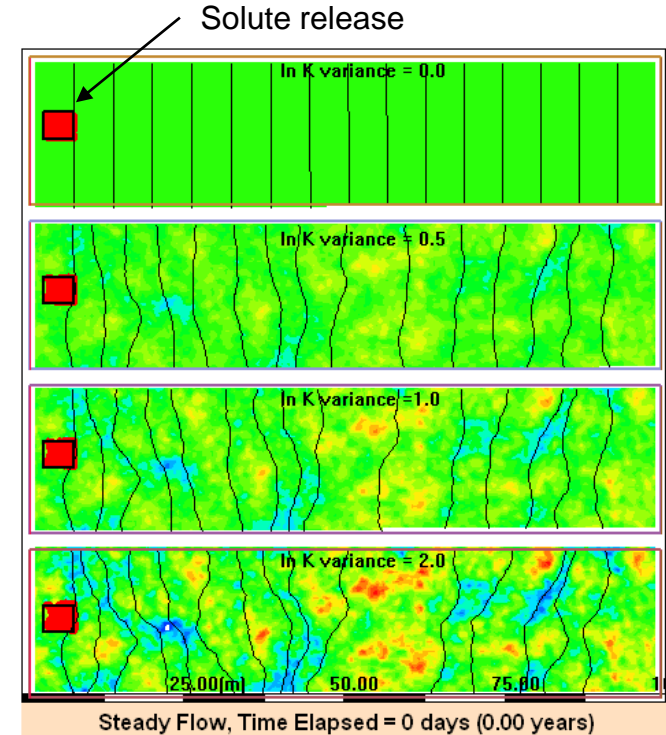 Solute release
ln K variance = 0.0
ln K variance = 0.5
ln K variance =1.0
ln K variance = 2.0
25.00[m] 50.00 75.00
Steady Flow, Time Elapsed = 0 days (0.00 years)